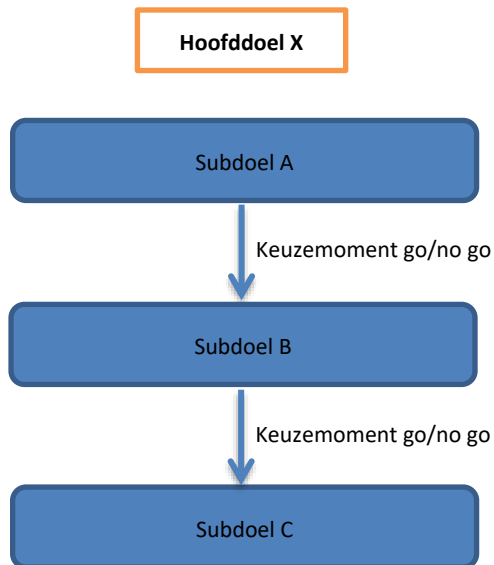 Hoofddoel X
Subdoel A
Keuzemoment go/no go
Subdoel B
Keuzemoment go/no go
Subdoel C